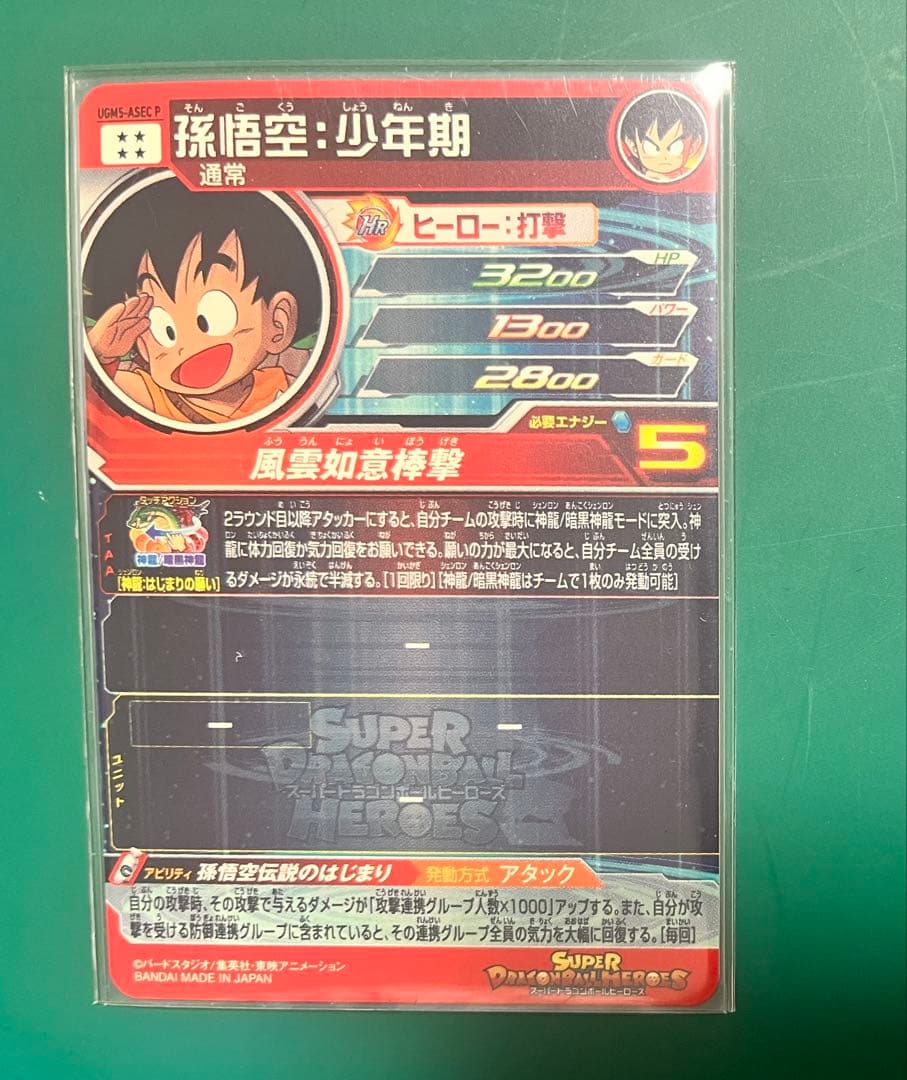 UGM5-ASEC P
孫悟空:少年期
そん ご くう しょう ねん き
通常
HR ヒーロー:打撃
HP
3200
パワー
1300
ガード
2800
必要エナジー 5
ふう うん にょ い ぼう げき
風雲如意棒撃
タッチアクション
神龍/暗黒神龍
TAA
[神龍:はじまりの願い]
2ラウンド目以降アタッカーにすると、自分チームの攻撃時に神龍/暗黒神龍モードに突入。神
龍に体力回復か気力回復をお願いできる。願いの力が最大になると、自分チーム全員の受け
るダメージが永続で半減する。[1回限り][神龍/暗黒神龍はチームで1枚のみ発動可能]
-
ユニット
- -
-
SUPER
DRAGONBALL
スーパードラゴンボールヒーローズ
HEROES
アビリティ 孫悟空伝説のはじまり 発動方式 アタック
自分の攻撃時、その攻撃で与えるダメージが「攻撃連携グループ人数×1000」アップする。また、自分が攻
撃を受ける防御連携グループに含まれていると、その連携グループ全員の気力を大幅に回復する。[毎回]
©バードスタジオ/集英社・東映アニメーション
BANDAI MADE IN JAPAN
SUPER
DRAGONBALL HEROES
スーパードラゴンボールヒーローズ